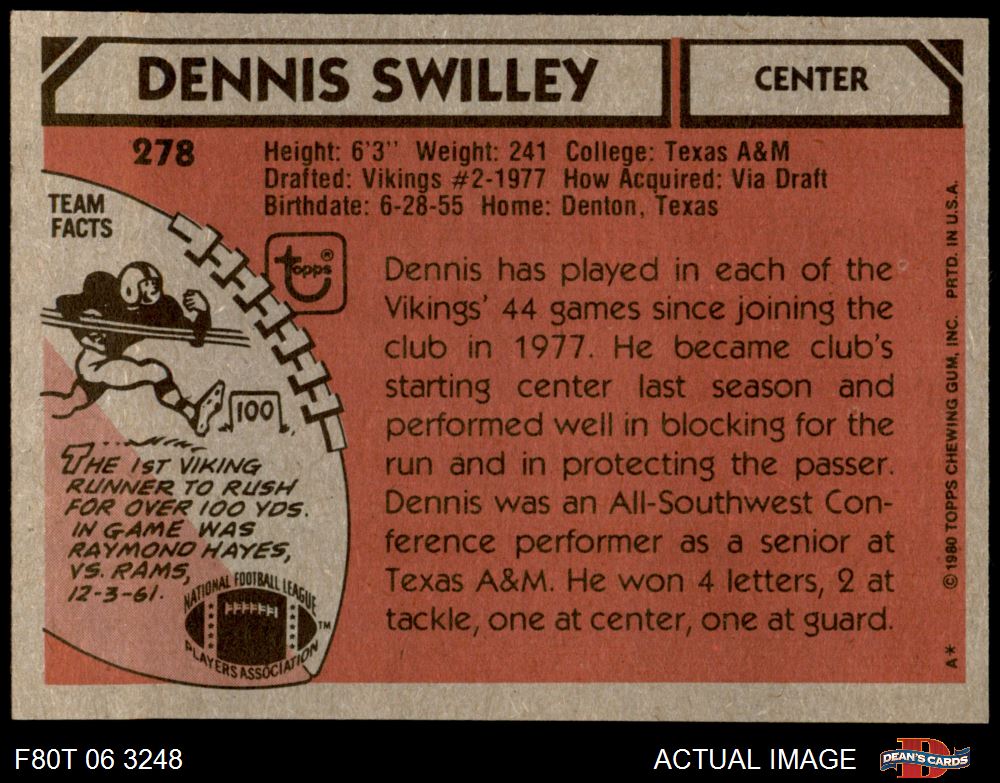 DENNIS SWILLEY
CENTER
278
Height: 6'3" Weight: 241 College: Texas A&M
Drafted: Vikings #2-1977 How Acquired: Via Draft
Birthdate: 6-28-55 Home: Denton, Texas
TEAM
FACTS
topps®
100
THE 1ST VIKING
RUNNER TO RUSH
FOR OVER 100 YDS.
IN GAME WAS
RAYMOND HAYES,
VS. RAMS,
12-3-61.
NATIONAL FOOTBALL LEAGUE
PLAYERS ASSOCIATION
TM
Dennis has played in each of the
Vikings' 44 games since joining the
club in 1977. He became club's
starting center last season and
performed well in blocking for the
run and in protecting the passer.
Dennis was an All-Southwest Con-
ference performer as a senior at
Texas A&M. He won 4 letters, 2 at
tackle, one at center, one at guard.
A* © 1980 TOPPS CHEWING GUM, INC. PRTD. IN U.S.A.
F80T 06 3248
ACTUAL IMAGE
DEAN'S CARDS